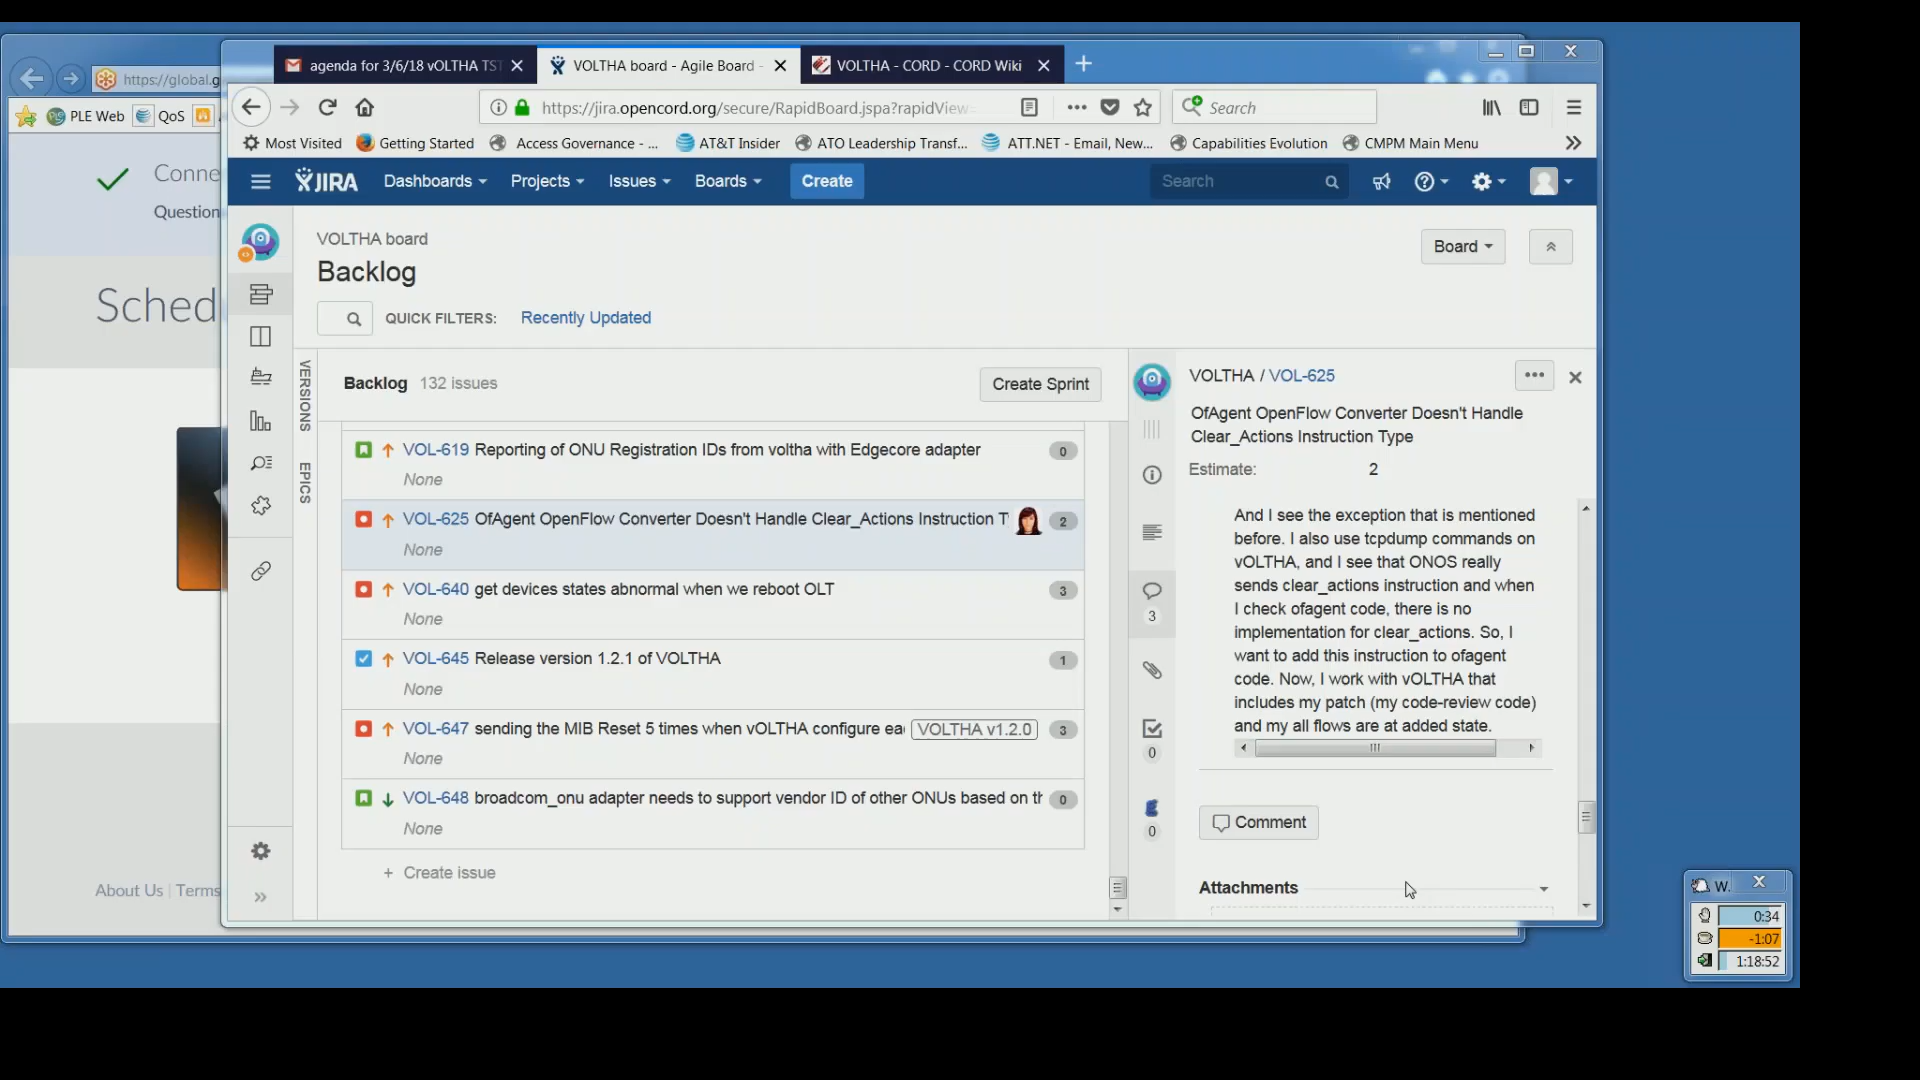 agenda for 3/6/18 vOLTHA TST
VOLTHA board - Agile Board -
VOLTHA - CORD - CORD Wiki
https://global.g
https://jira.opencord.org/secure/RapidBoard.jspa?rapidView=
Search
PLE Web
QoS
Most Visited
Getting Started
Access Governance - ...
AT&T Insider
ATO Leadership Transf...
ATT.NET - Email, New...
Capabilities Evolution
CMPM Main Menu
JIRA
Dashboards
Projects
Issues
Boards
Create
Search
Conne
Question
Sched
About Us | Terms
VOLTHA board
Backlog
Board
QUICK FILTERS:
Recently Updated
VERSIONS
EPICS
Backlog 132 issues
Create Sprint
VOL-619 Reporting of ONU Registration IDs from voltha with Edgecore adapter
0
None
VOL-625 OfAgent OpenFlow Converter Doesn't Handle Clear_Actions Instruction T
2
None
VOL-640 get devices states abnormal when we reboot OLT
3
None
VOL-645 Release version 1.2.1 of VOLTHA
1
None
VOL-647 sending the MIB Reset 5 times when vOLTHA configure ea
VOLTHA v1.2.0
3
None
VOL-648 broadcom_onu adapter needs to support vendor ID of other ONUs based on th
0
None
+ Create issue
VOLTHA / VOL-625
OfAgent OpenFlow Converter Doesn't Handle
Clear_Actions Instruction Type
Estimate: 2
And I see the exception that is mentioned
before. I also use tcpdump commands on
vOLTHA, and I see that ONOS really
sends clear_actions instruction and when
I check ofagent code, there is no
implementation for clear_actions. So, I
want to add this instruction to ofagent
code. Now, I work with vOLTHA that
includes my patch (my code-review code)
and my all flows are at added state.
3
0
0
Comment
Attachments
W.
0:34
-1:07
1:18:52